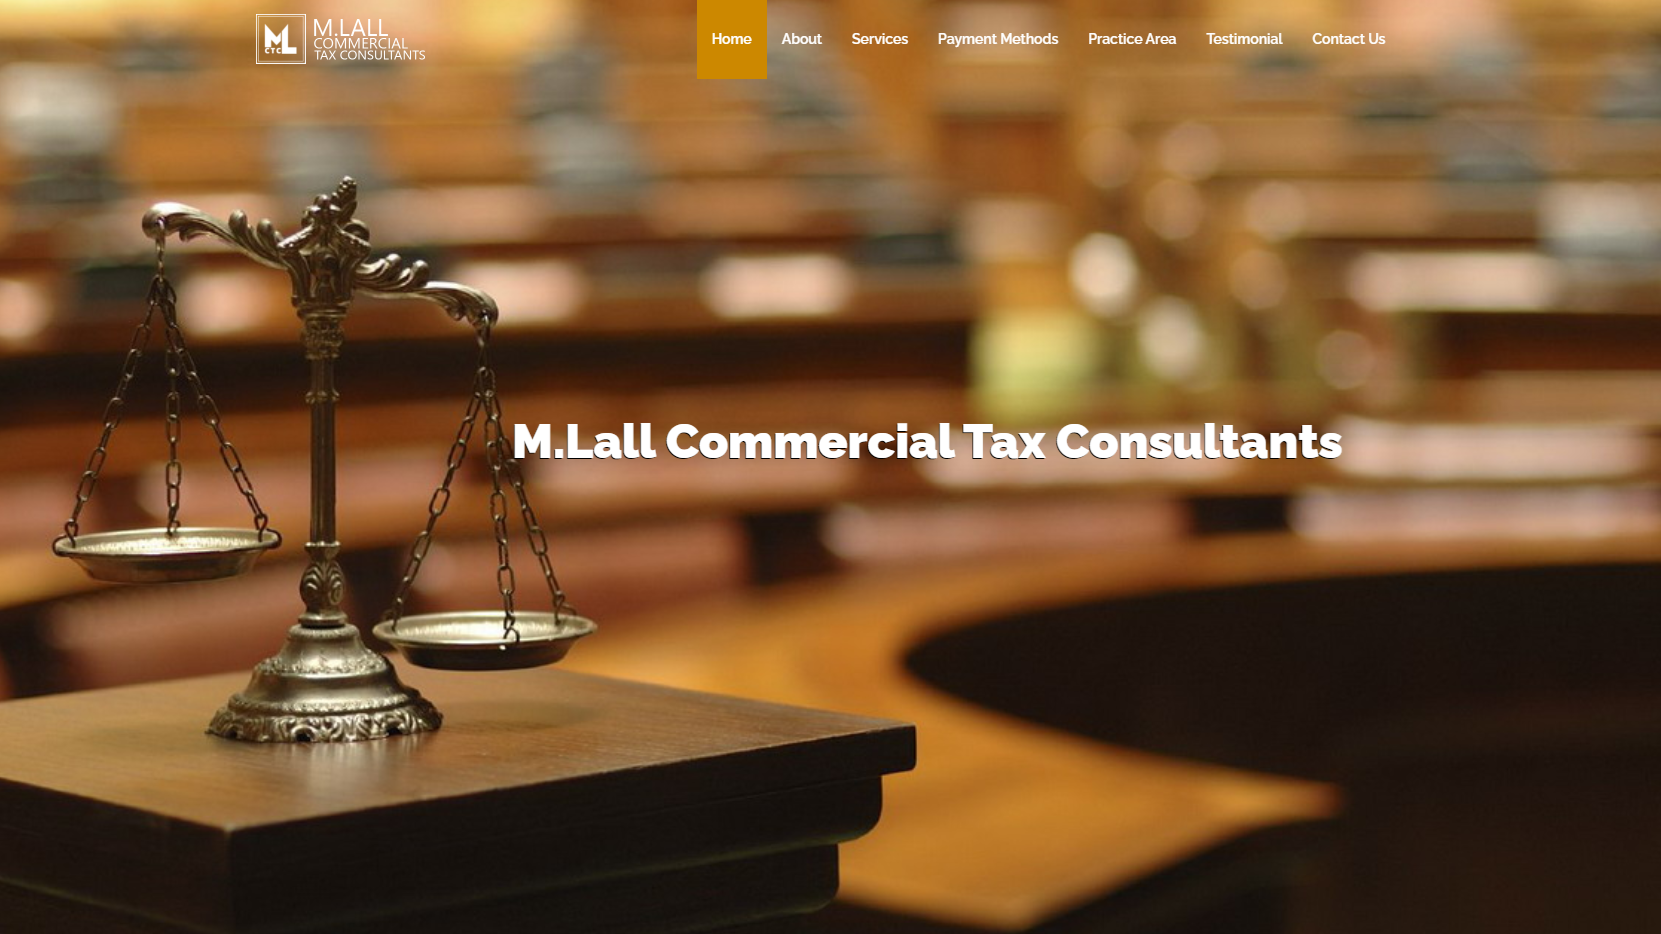 ML
CTC
M.LALL
COMMERCIAL
TAX CONSULTANTS
Home About Services Payment Methods Practice Area Testimonial Contact Us
M.Lall Commercial Tax Consultants